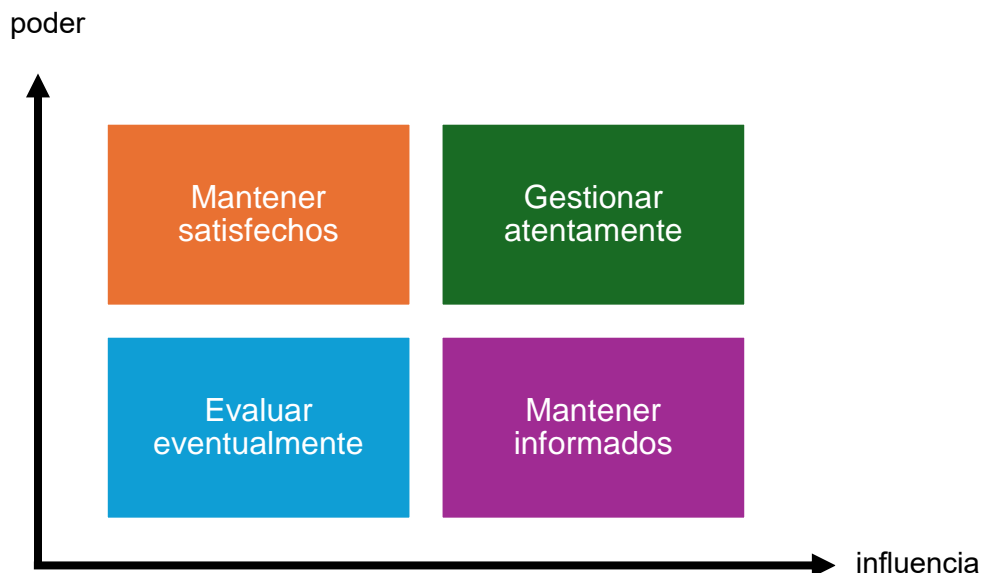 poder
Mantener
satisfechos
Gestionar
atentamente
Evaluar
eventualmente
Mantener
informados
influencia